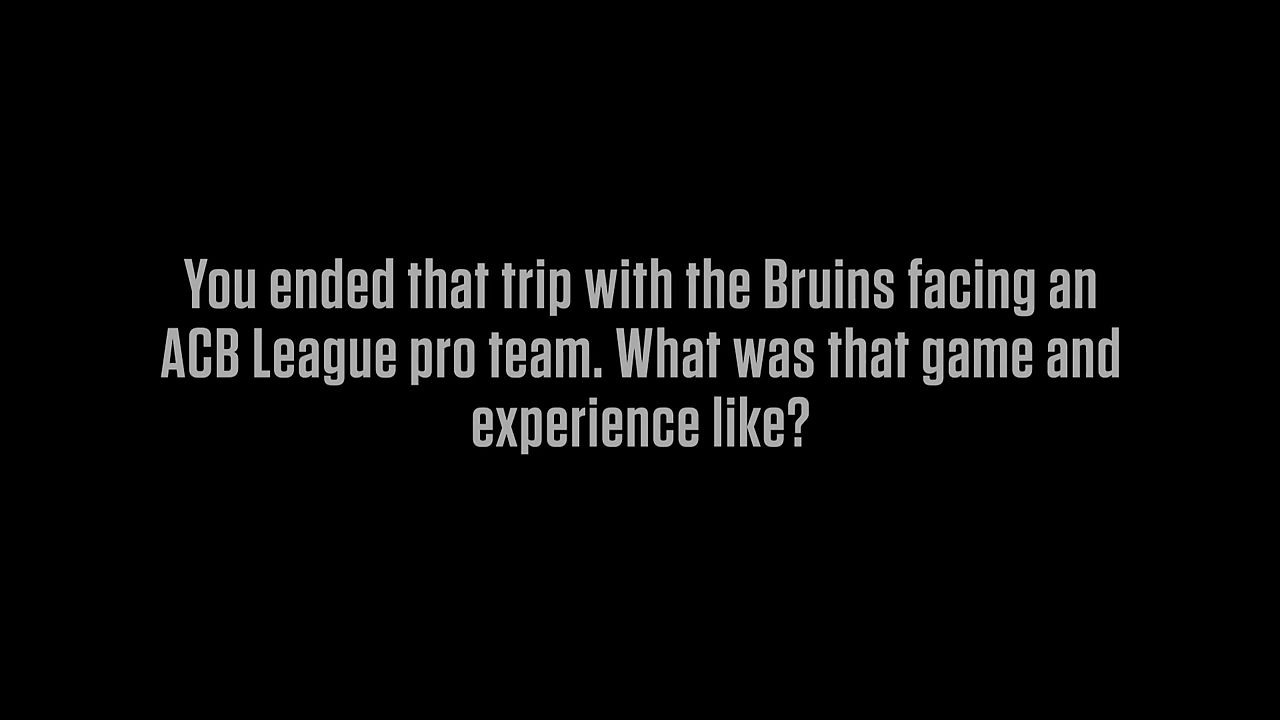 You ended that trip with the Bruins facing an
ACB League pro team. What was that game and
experience like?